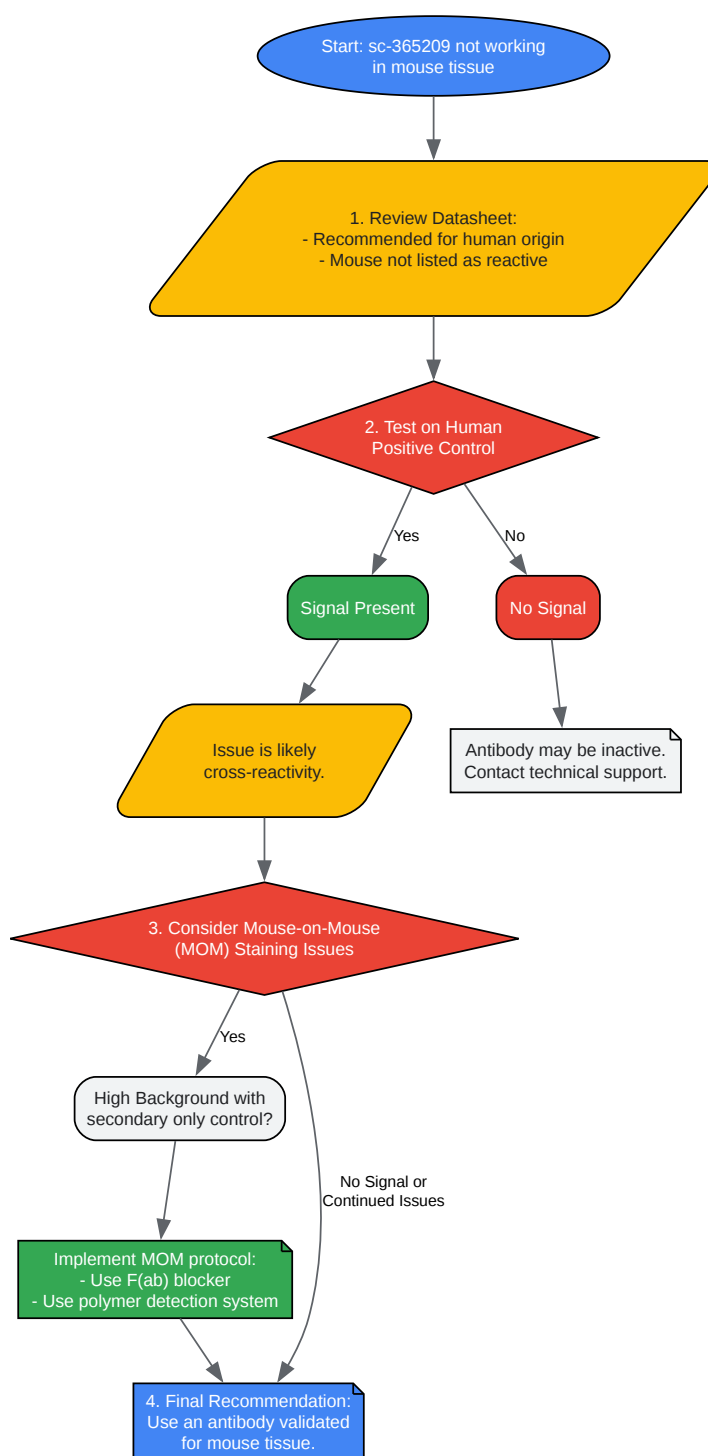 Start: sc-365209 not working
in mouse tissue
1. Review Datasheet:
- Recommended for human origin
- Mouse not listed as reactive
2. Test on Human
Positive Control
Yes
No
Signal Present
No Signal
Issue is likely
cross-reactivity.
Antibody may be inactive.
Contact technical support.
3. Consider Mouse-on-Mouse
(MOM) Staining Issues
Yes
High Background with
secondary only control?
No Signal or
Continued Issues
Implement MOM protocol:
- Use F(ab) blocker
- Use polymer detection system
4. Final Recommendation:
Use an antibody validated
for mouse tissue.